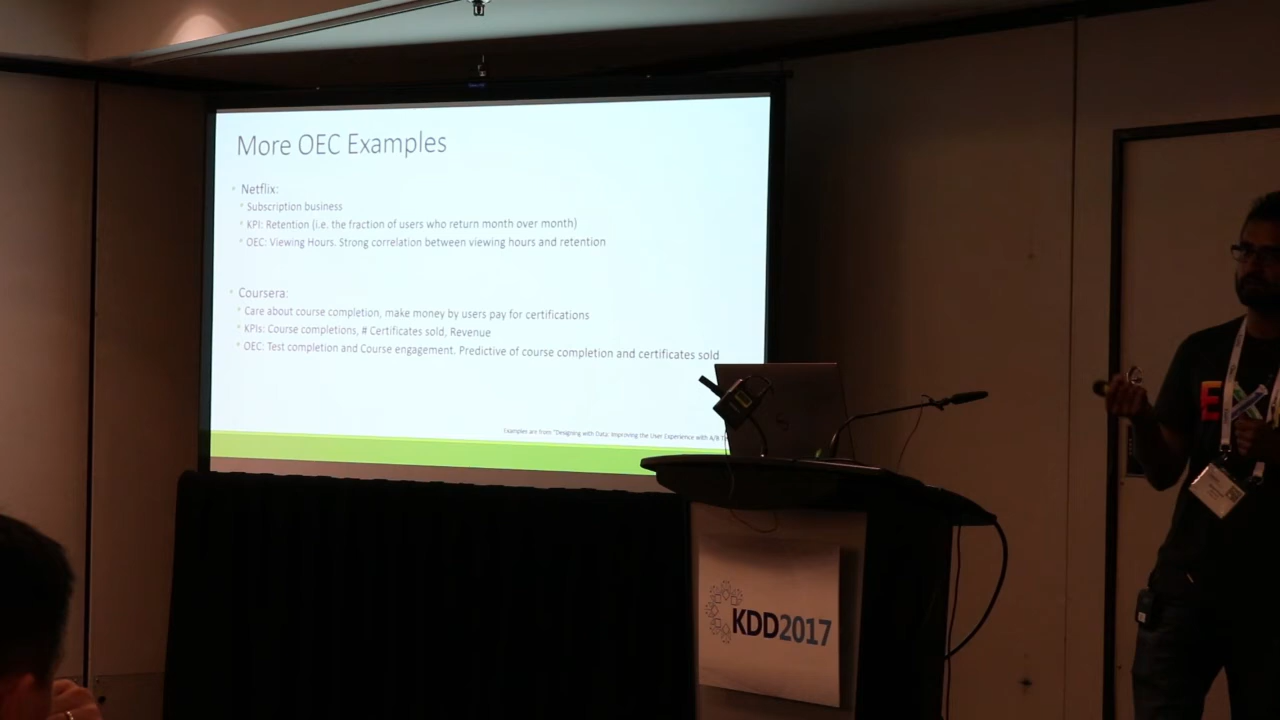 More OEC Examples
Netflix:
Subscription business
KPI: Retention (i.e. the fraction of users who return month over month)
OEC: Viewing Hours. Strong correlation between viewing hours and retention
Coursera:
Care about course completion, make money by users pay for certifications
KPIs: Course completions, # Certificates sold, Revenue
OEC: Test completion and Course engagement. Predictive of course completion and certificates sold
Examples are from "Designing with Data: Improving the User Experience with A/B
KDD2017